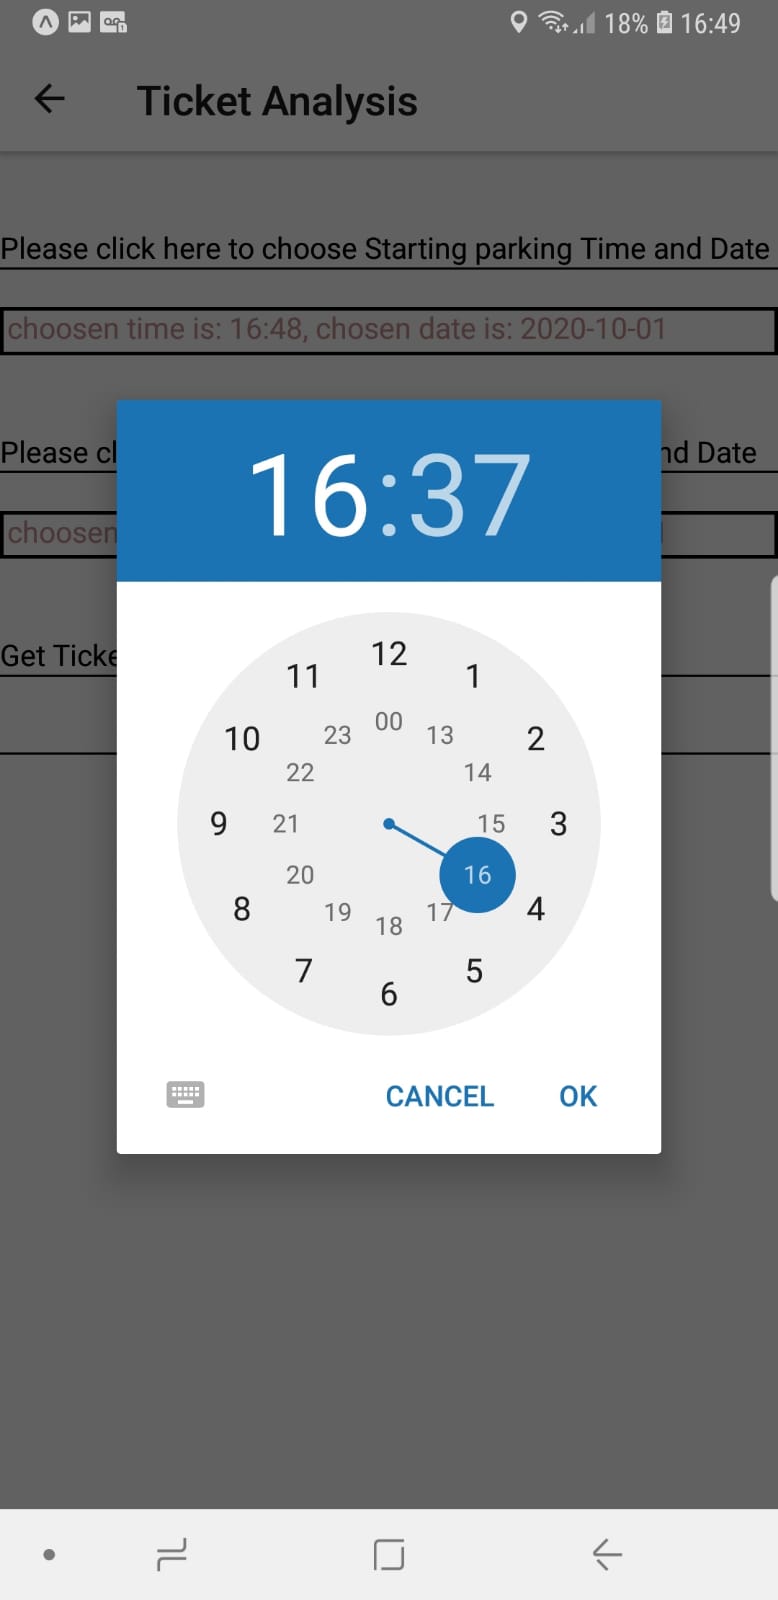 18% 16:49
Ticket Analysis
Please click here to choose Starting parking Time and Date
choosen time is: 16:48, chosen date is: 2020-10-01
Please cl
nd Date
choosen
Get Ticke
16:37
12
11 1
10 2
00
23 13
22 14
9 21 15 3
20 16
8 4
19 17
18
7 5
6
CANCEL OK